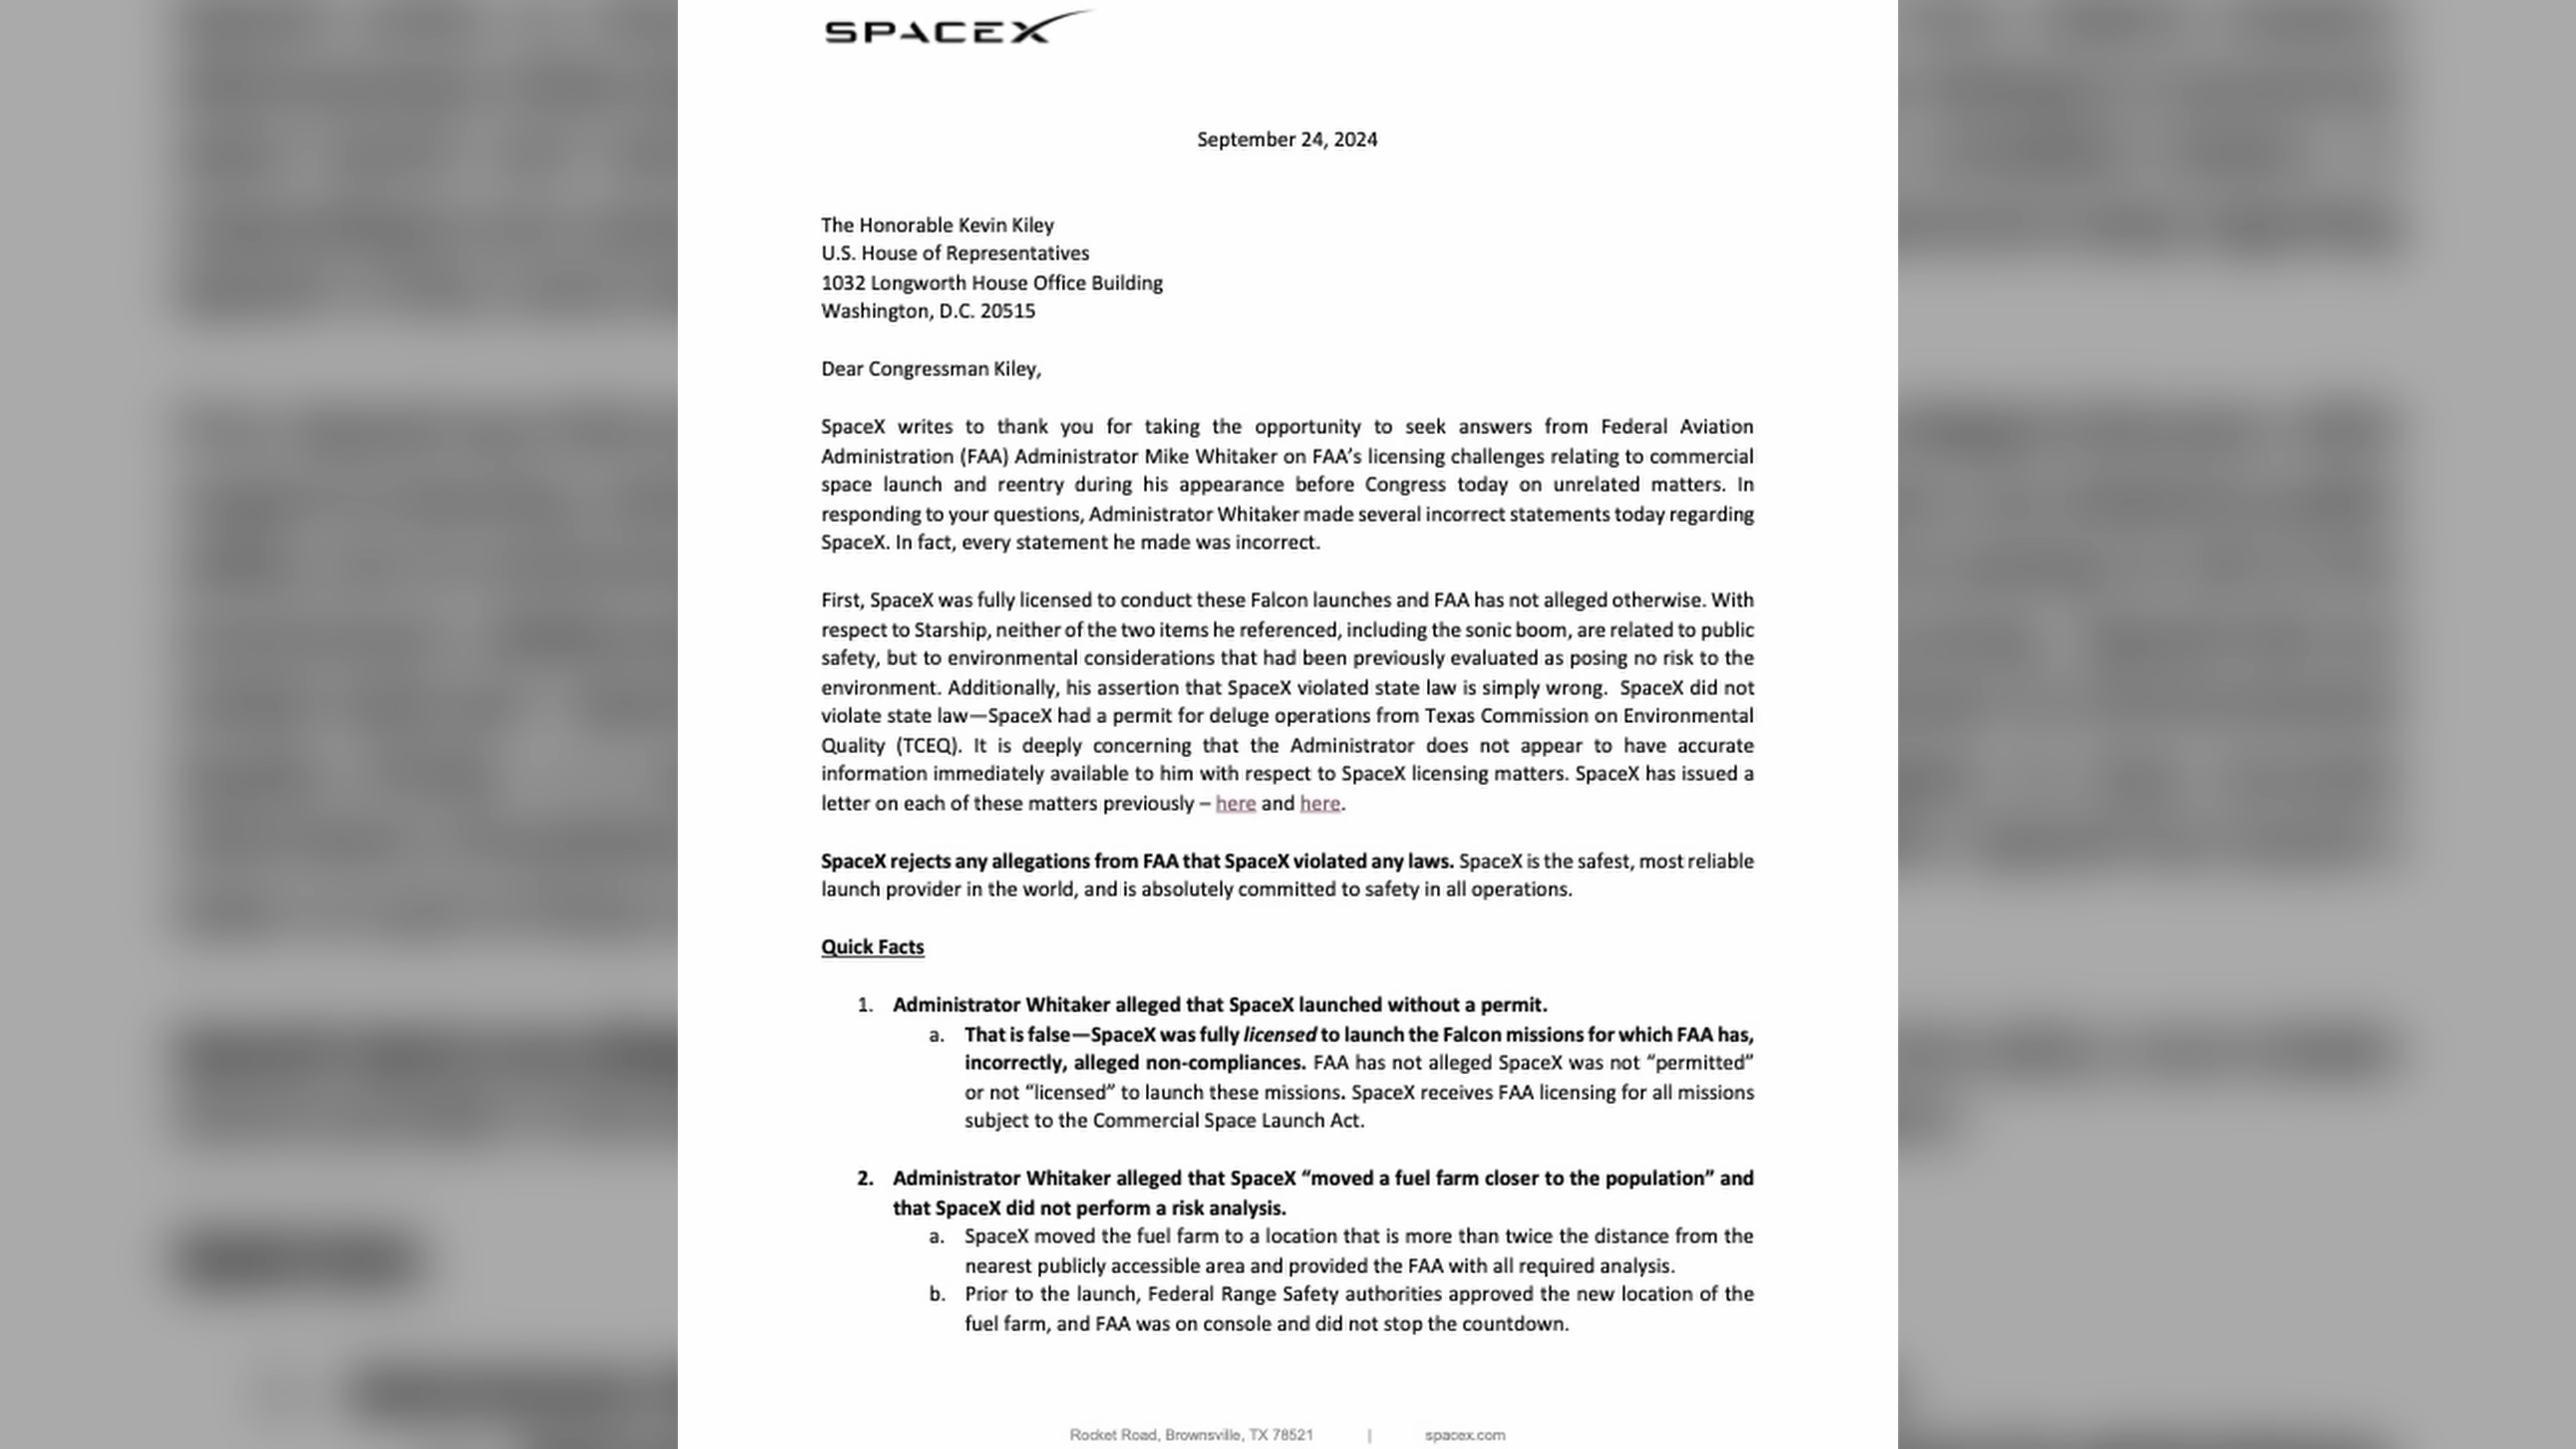 SPACEX
September 24, 2024
The Honorable Kevin Kiley
U.S. House of Representatives
1032 Longworth House Office Building
Washington, D.C. 20515
Dear Congressman Kiley,
SpaceX writes to thank you for taking the opportunity to seek answers from Federal Aviation
Administration (FAA) Administrator Mike Whitaker on FAA’s licensing challenges relating to commercial
space launch and reentry during his appearance before Congress today on unrelated matters. In
responding to your questions, Administrator Whitaker made several incorrect statements today regarding
SpaceX. In fact, every statement he made was incorrect.
First, SpaceX was fully licensed to conduct these Falcon launches and FAA has not alleged otherwise. With
respect to Starship, neither of the two items he referenced, including the sonic boom, are related to public
safety, but to environmental considerations that had been previously evaluated as posing no risk to the
environment. Additionally, his assertion that SpaceX violated state law is simply wrong. SpaceX did not
violate state law—SpaceX had a permit for deluge operations from Texas Commission on Environmental
Quality (TCEQ). It is deeply concerning that the Administrator does not appear to have accurate
information immediately available to him with respect to SpaceX licensing matters. SpaceX has issued a
letter on each of these matters previously – here and here.
SpaceX rejects any allegations from FAA that SpaceX violated any laws. SpaceX is the safest, most reliable
launch provider in the world, and is absolutely committed to safety in all operations.
Quick Facts
1. Administrator Whitaker alleged that SpaceX launched without a permit.
a. That is false—SpaceX was fully licensed to launch the Falcon missions for which FAA has,
incorrectly, alleged non-compliances. FAA has not alleged SpaceX was not “permitted”
or not “licensed” to launch these missions. SpaceX receives FAA licensing for all missions
subject to the Commercial Space Launch Act.
2. Administrator Whitaker alleged that SpaceX “moved a fuel farm closer to the population” and
that SpaceX did not perform a risk analysis.
a. SpaceX moved the fuel farm to a location that is more than twice the distance from the
nearest publicly accessible area and provided the FAA with all required analysis.
b. Prior to the launch, Federal Range Safety authorities approved the new location of the
fuel farm, and FAA was on console and did not stop the countdown.
Rocket Road, Brownsville, TX 78521 | spacex.com